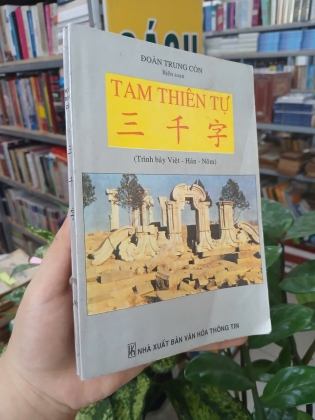 SÁCH
ĐOÀN TRUNG CÒN
Biên soạn
TAM THIÊN TỰ
三千字
(Trình bày Việt - Hán - Nôm)
NHÀ XUẤT BẢN VĂN HÓA THÔNG TIN